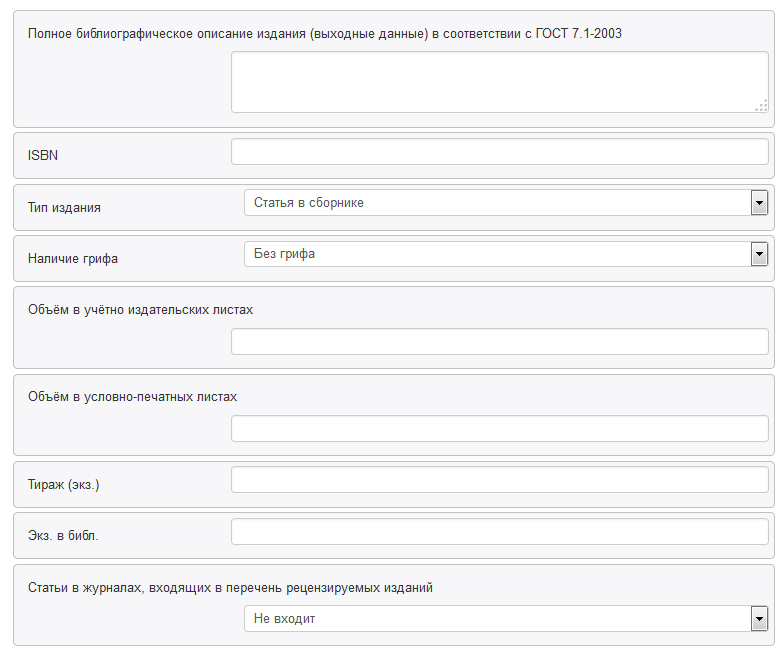 Полное библиографическое описание издания (выходные данные) в соответствии с ГОСТ 7.1-2003
ISBN
Тип издания
Статья в сборнике
Наличие грифа
Без грифа
Объём в учётно издательских листах
Объём в условно-печатных листах
Тираж (экз.)
Экз. в библ.
Статьи в журналах, входящих в перечень рецензируемых изданий
Не входит